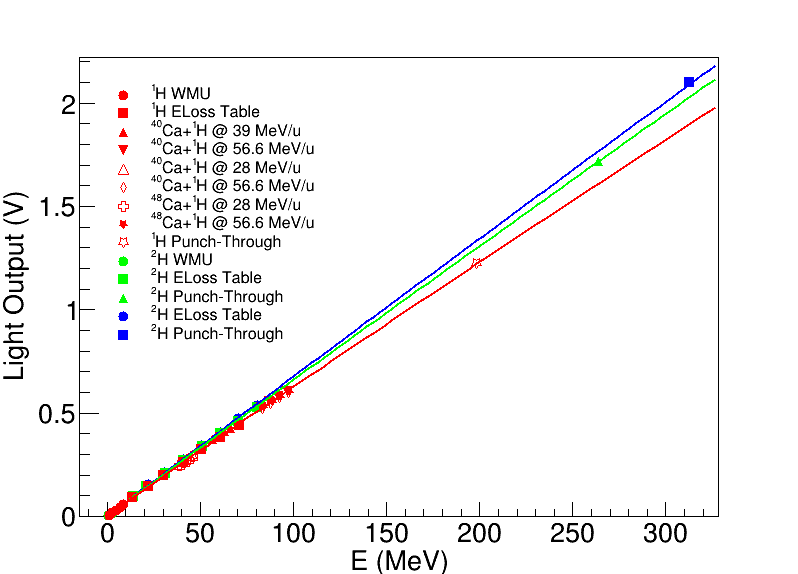 ¹H WMU
¹H ELoss Table
⁴⁰Ca+¹H @ 39 MeV/u
⁴⁰Ca+¹H @ 56.6 MeV/u
⁴⁰Ca+¹H @ 28 MeV/u
⁴⁰Ca+¹H @ 56.6 MeV/u
⁴⁸Ca+¹H @ 28 MeV/u
⁴⁸Ca+¹H @ 56.6 MeV/u
¹H Punch-Through
²H WMU
²H ELoss Table
²H Punch-Through
²H ELoss Table
²H Punch-Through
Light Output (V)
2
1.5
1
0.5
0
0 50 100 150 200 250 300
E (MeV)